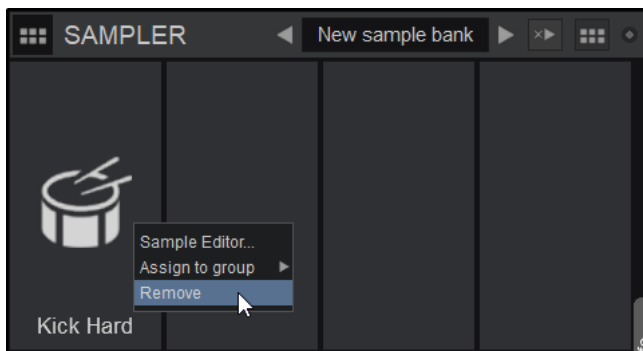 SAMPLER
New sample bank
Sample Editor...
Assign to group
Remove
Kick Hard